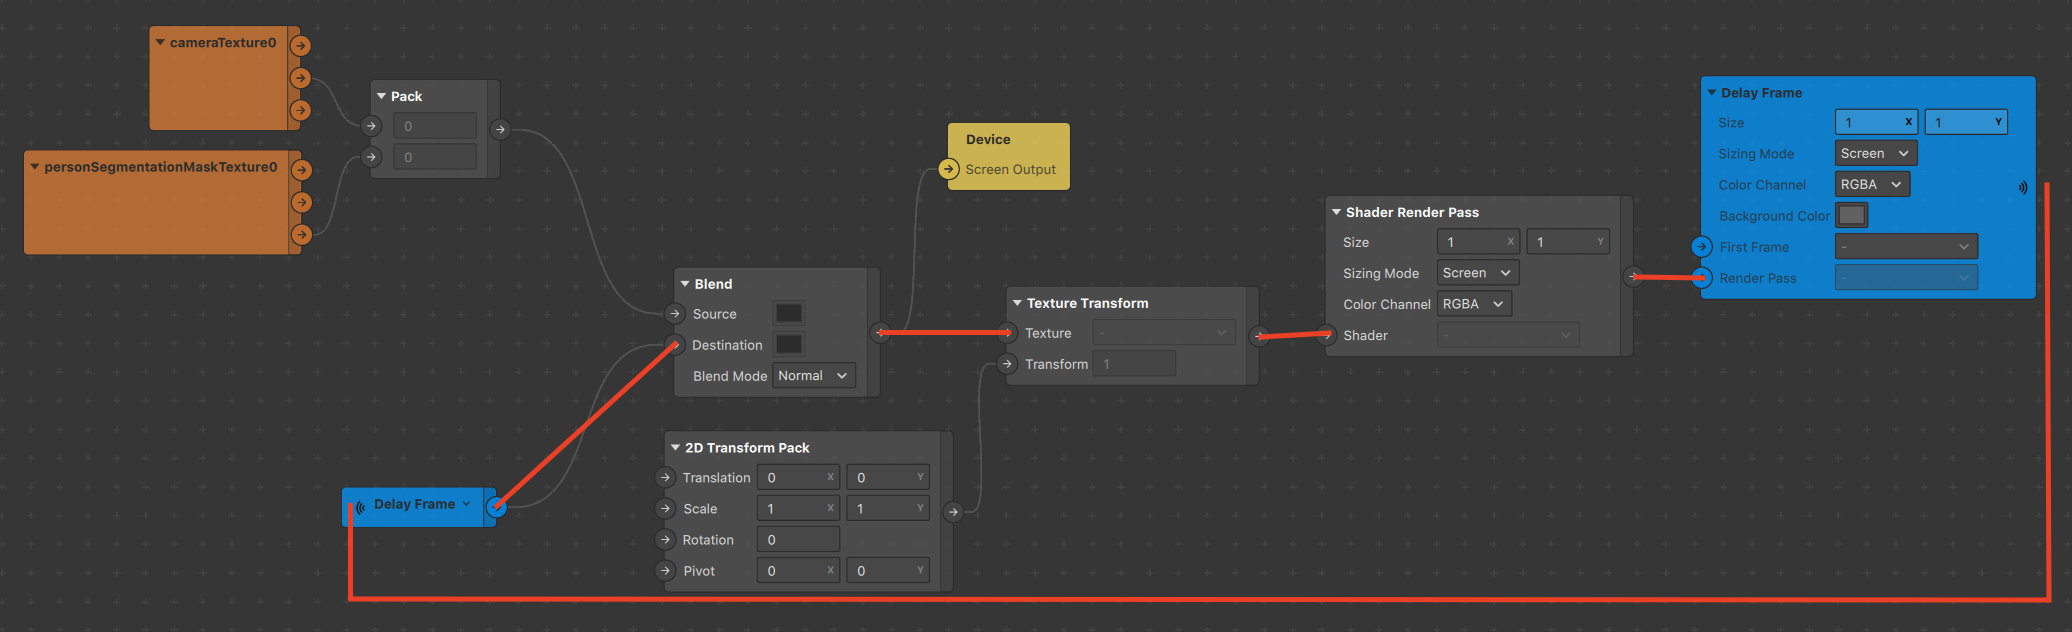 cameraTexture0
personSegmentationMaskTexture0
Pack
0
0
Device
Screen Output
Blend
Source
Destination
Blend Mode Normal
Delay Frame
2D Transform Pack
Translation 0 X 0 Y
Scale 1 X 1 Y
Rotation 0
Pivot 0 X 0 Y
Texture Transform
Texture -
Transform 1
Shader Render Pass
Size 1 X 1 Y
Sizing Mode Screen
Color Channel RGBA
Shader -
Delay Frame
Size 1 X 1 Y
Sizing Mode Screen
Color Channel RGBA
Background Color
First Frame -
Render Pass -